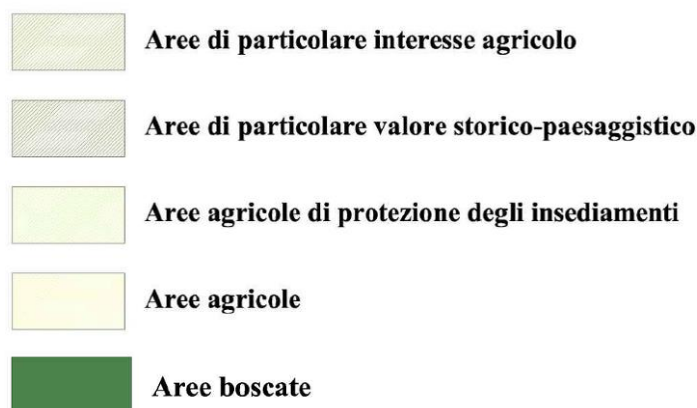 Aree di particolare interesse agricolo
Aree di particolare valore storico-paesaggistico
Aree agricole di protezione degli insediamenti
Aree agricole
Aree boscate